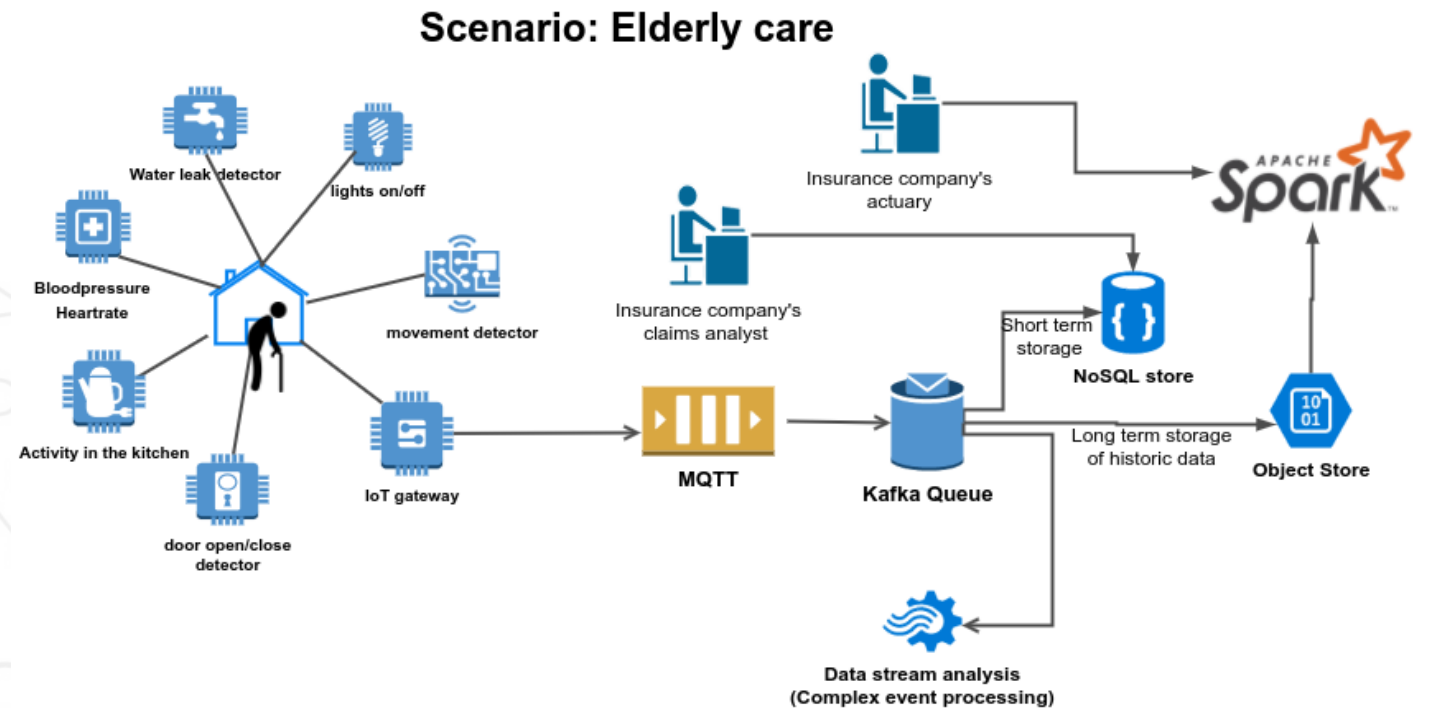 Scenario: Elderly care
Water leak detector
lights on/off
Bloodpressure
Heartrate
movement detector
Activity in the kitchen
IoT gateway
door open/close
detector
Insurance company's
actuary
Insurance company's
claims analyst
APACHE
Spark
TM
Short term
storage
NoSQL store
MQTT
Kafka Queue
Long term storage
of historic data
10
01
Object Store
Data stream analysis
(Complex event processing)